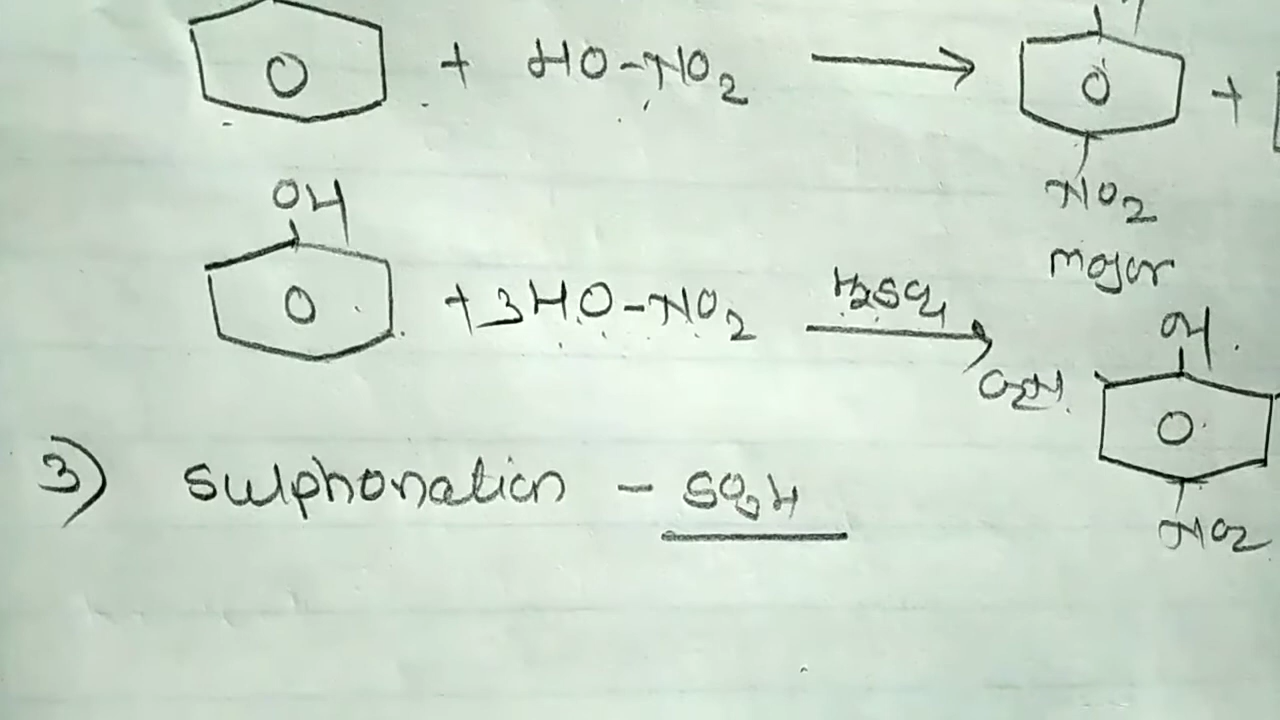 + HO-NO2 → +
NO2
Major
OH
+ 3HO-NO2 H2SO4 →
OH
O2N
NO2
3) Sulphonation - SO3H